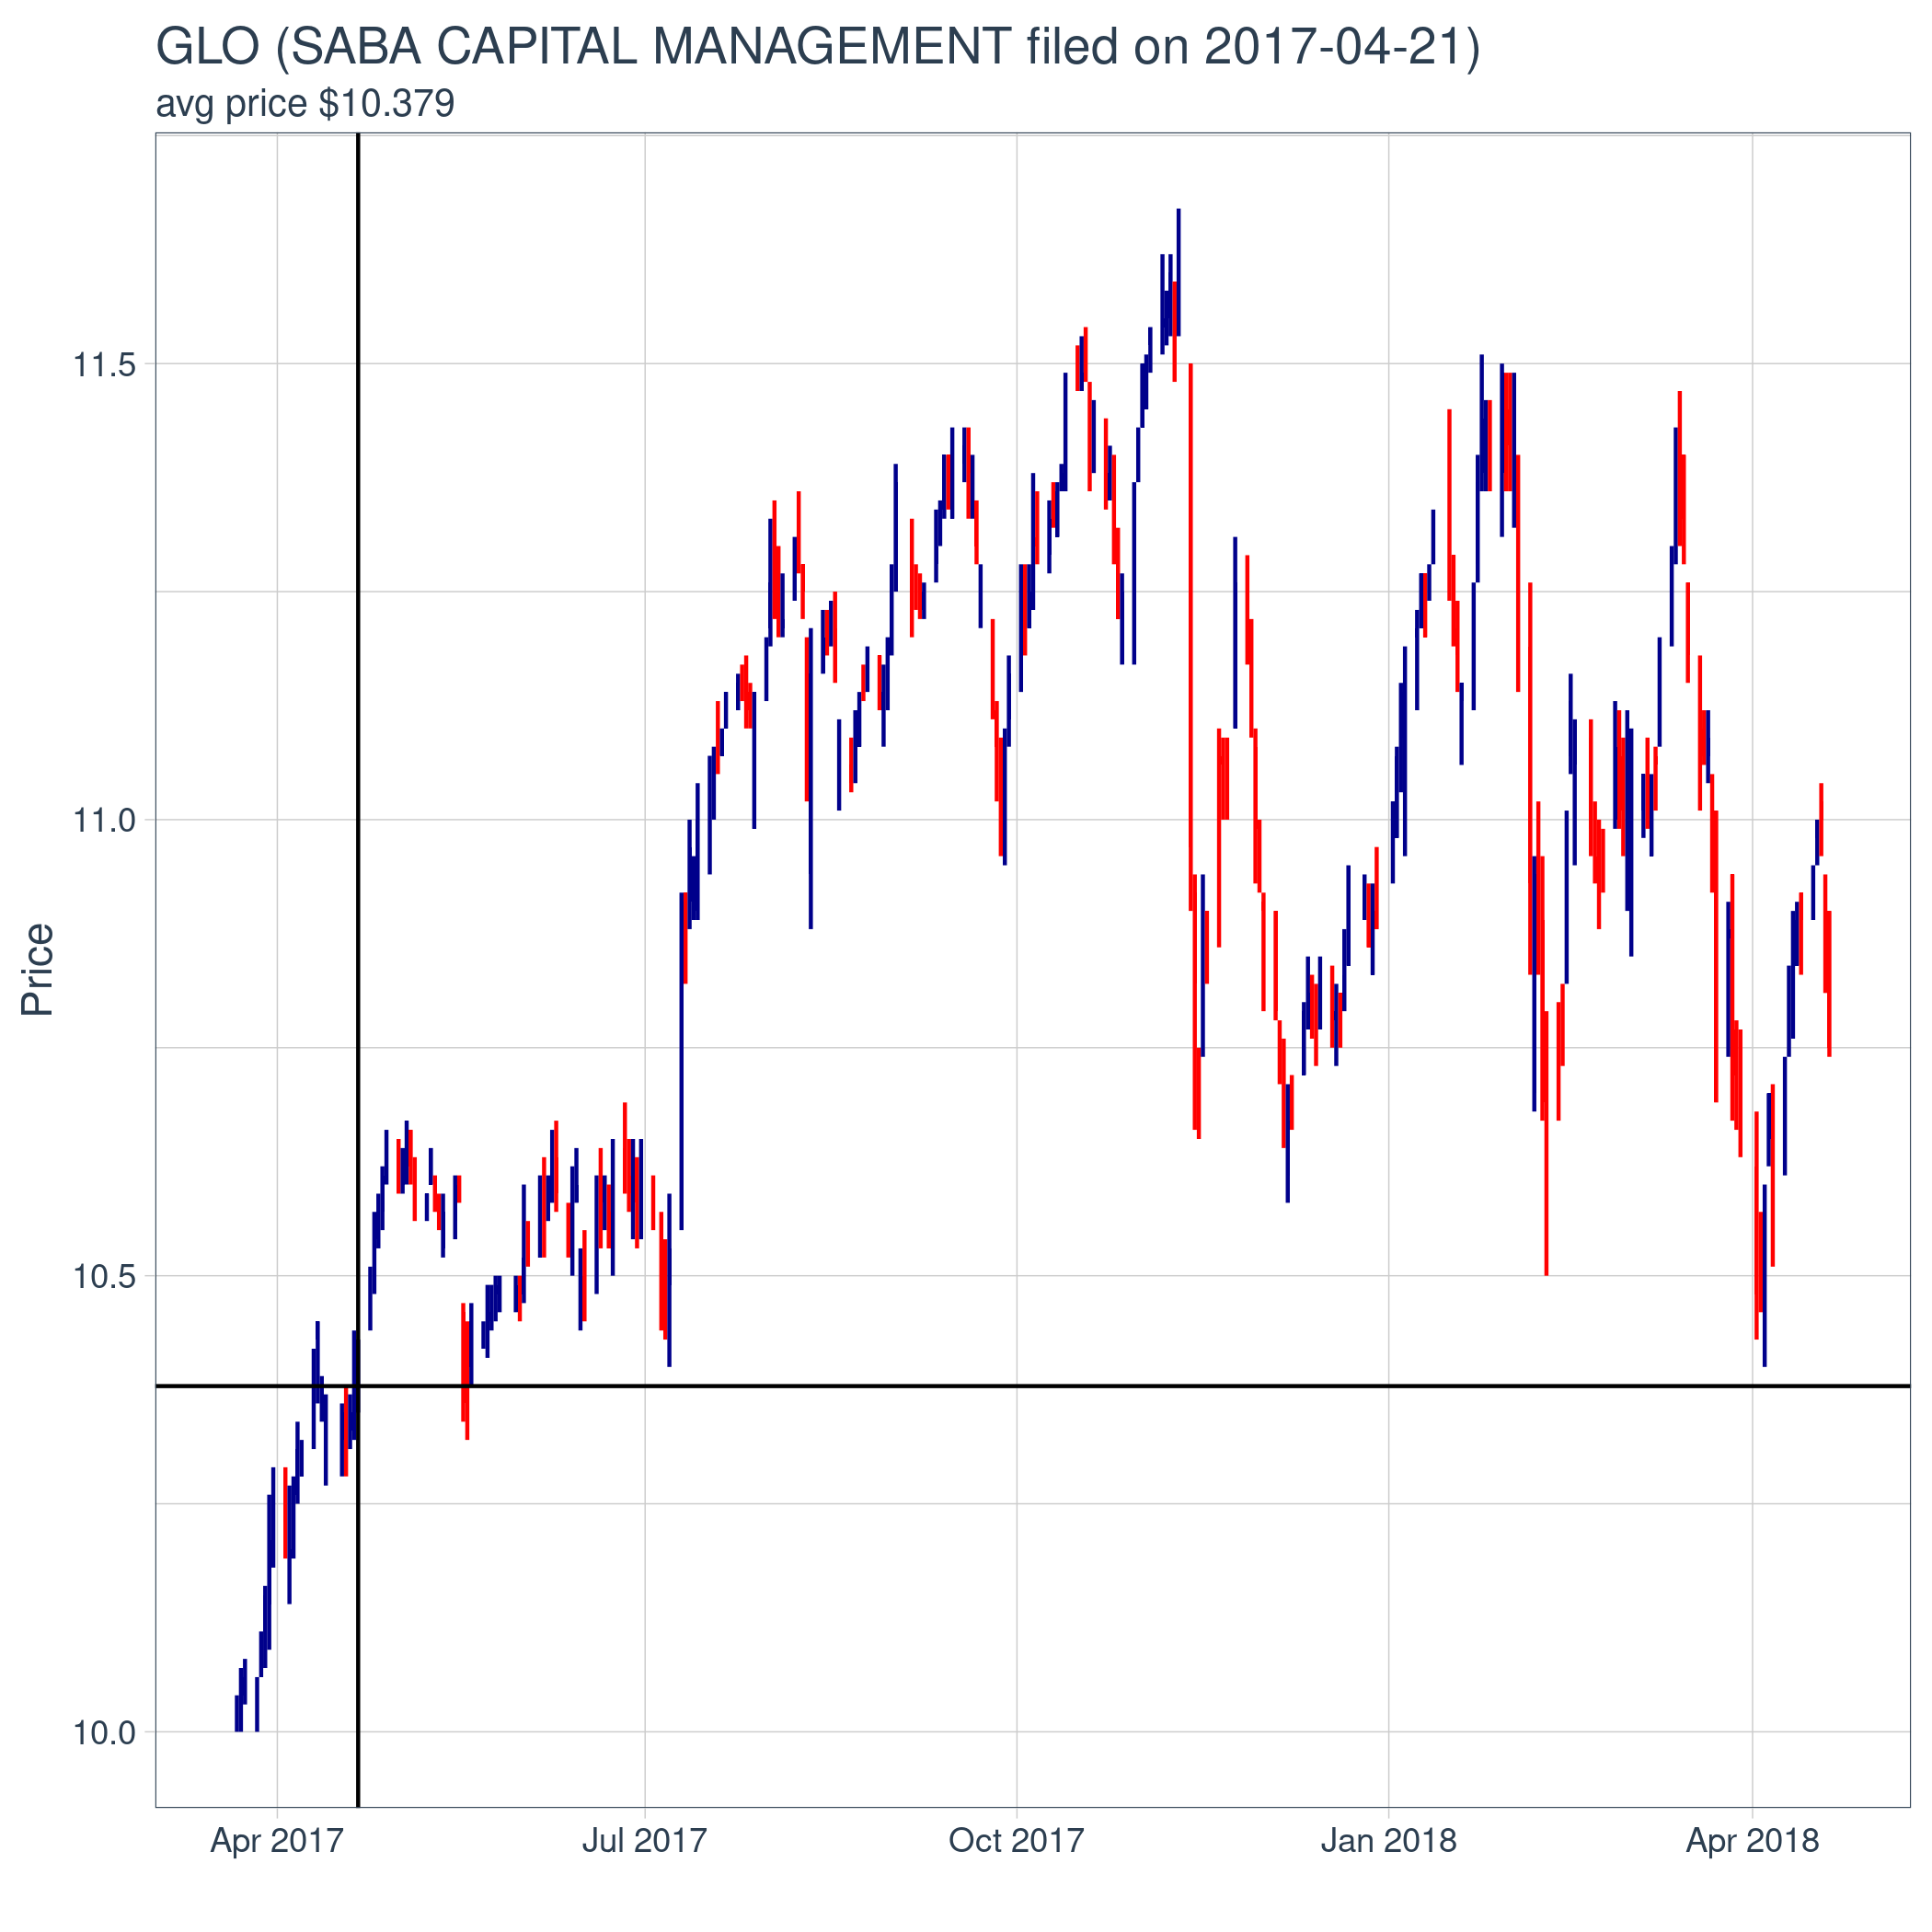 GLO (SABA CAPITAL MANAGEMENT filed on 2017-04-21)
avg price $10.379
11.5
11.0
10.5
10.0
Price
Apr 2017 Jul 2017 Oct 2017 Jan 2018 Apr 2018